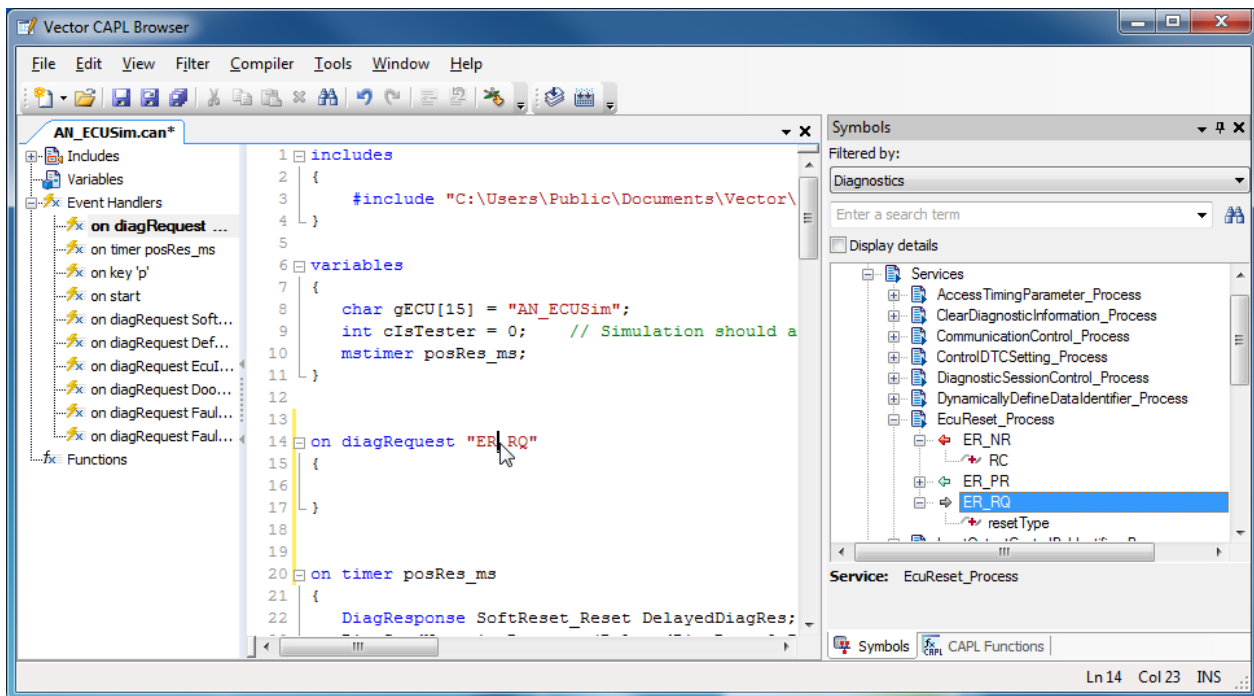 Vector CAPL Browser
File Edit View Filter Compiler Tools Window Help
AN_ECUSim.can*
Includes
Variables
Event Handlers
on diagRequest ...
on timer posRes_ms
on key 'p'
on start
on diagRequest Soft...
on diagRequest Def...
on diagRequest EcuI...
on diagRequest Doo...
on diagRequest Faul...
on diagRequest Faul...
Functions
1 includes
2 {
3 #include "C:\Users\Public\Documents\Vector\
4 }
5
6 variables
7 {
8 char gECU[15] = "AN_ECUSim";
9 int cIsTester = 0; // Simulation should a
10 mstimer posRes_ms;
11 }
12
13
14 on diagRequest "ER_RQ"
15 {
16
17 }
18
19
20 on timer posRes_ms
21 {
22 DiagResponse SoftReset_Reset DelayedDiagRes;
Symbols
Filtered by:
Diagnostics
Enter a search term
Display details
Services
AccessTimingParameter_Process
ClearDiagnosticInformation_Process
CommunicationControl_Process
ControlDTCSetting_Process
DiagnosticSessionControl_Process
DynamicallyDefineDataIdentifier_Process
EcuReset_Process
ER_NR
RC
ER_PR
ER_RQ
resetType
Service: EcuReset_Process
Symbols CAPL Functions
Ln 14 Col 23 INS